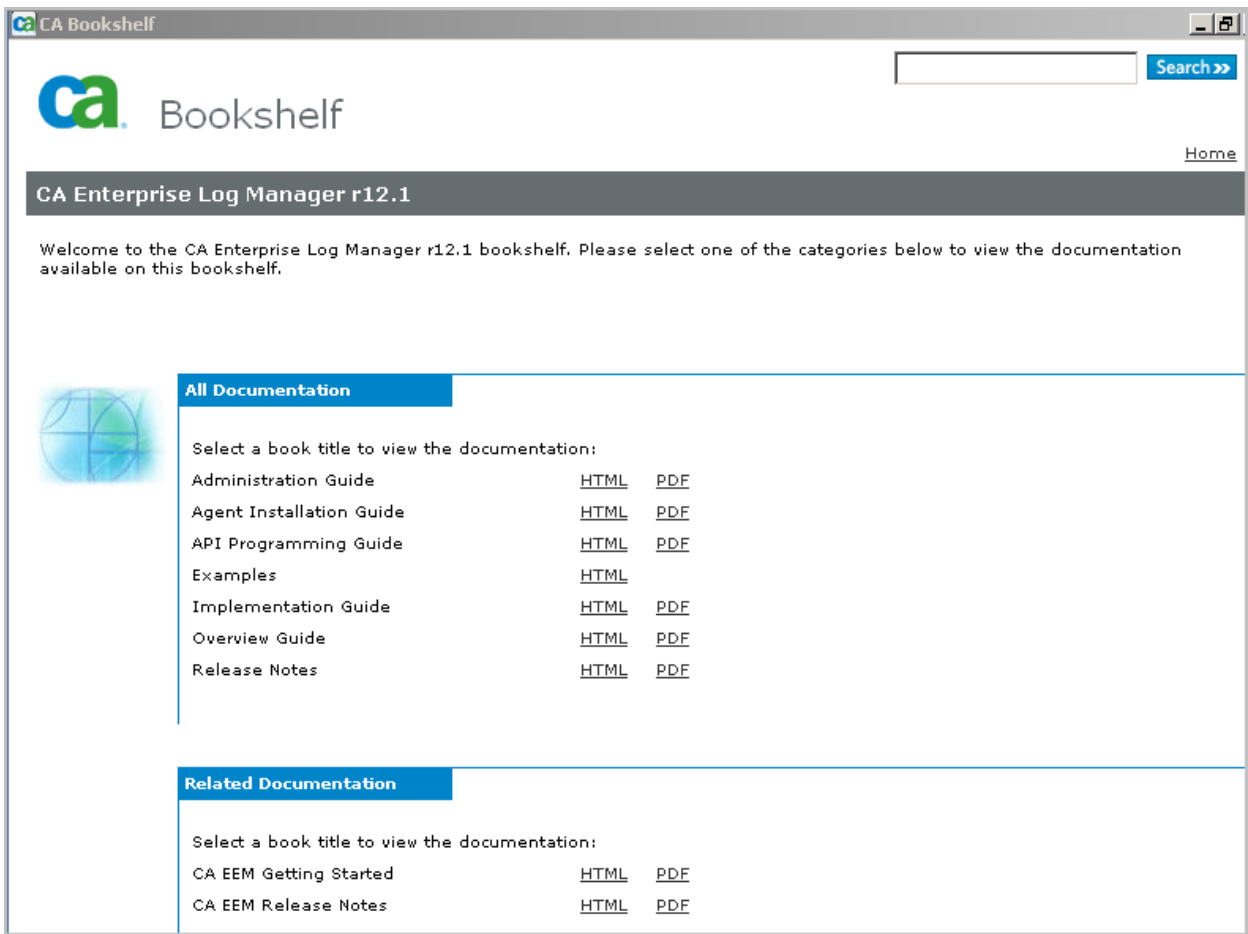 CA Bookshelf
Search >>
ca. Bookshelf
Home
CA Enterprise Log Manager r12.1
Welcome to the CA Enterprise Log Manager r12.1 bookshelf. Please select one of the categories below to view the documentation
available on this bookshelf.
All Documentation
Select a book title to view the documentation:
Administration Guide HTML PDF
Agent Installation Guide HTML PDF
API Programming Guide HTML PDF
Examples HTML
Implementation Guide HTML PDF
Overview Guide HTML PDF
Release Notes HTML PDF
Related Documentation
Select a book title to view the documentation:
CA EEM Getting Started HTML PDF
CA EEM Release Notes HTML PDF